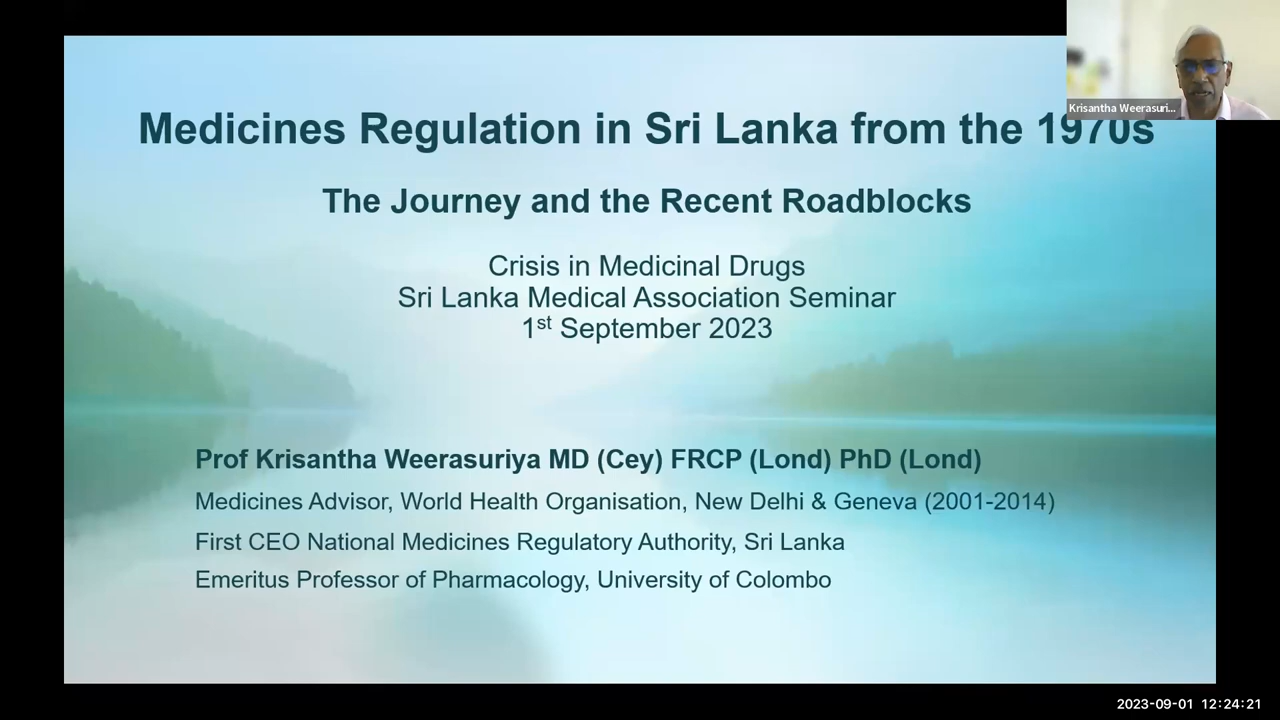 Medicines Regulation in Sri Lanka from the 1970s
Krisantha Weerasuri...
The Journey and the Recent Roadblocks
Crisis in Medicinal Drugs
Sri Lanka Medical Association Seminar
1st September 2023
Prof Krisantha Weerasuriya MD (Cey) FRCP (Lond) PhD (Lond)
Medicines Advisor, World Health Organisation, New Delhi & Geneva (2001-2014)
First CEO National Medicines Regulatory Authority, Sri Lanka
Emeritus Professor of Pharmacology, University of Colombo
2023-09-01 12:24:21